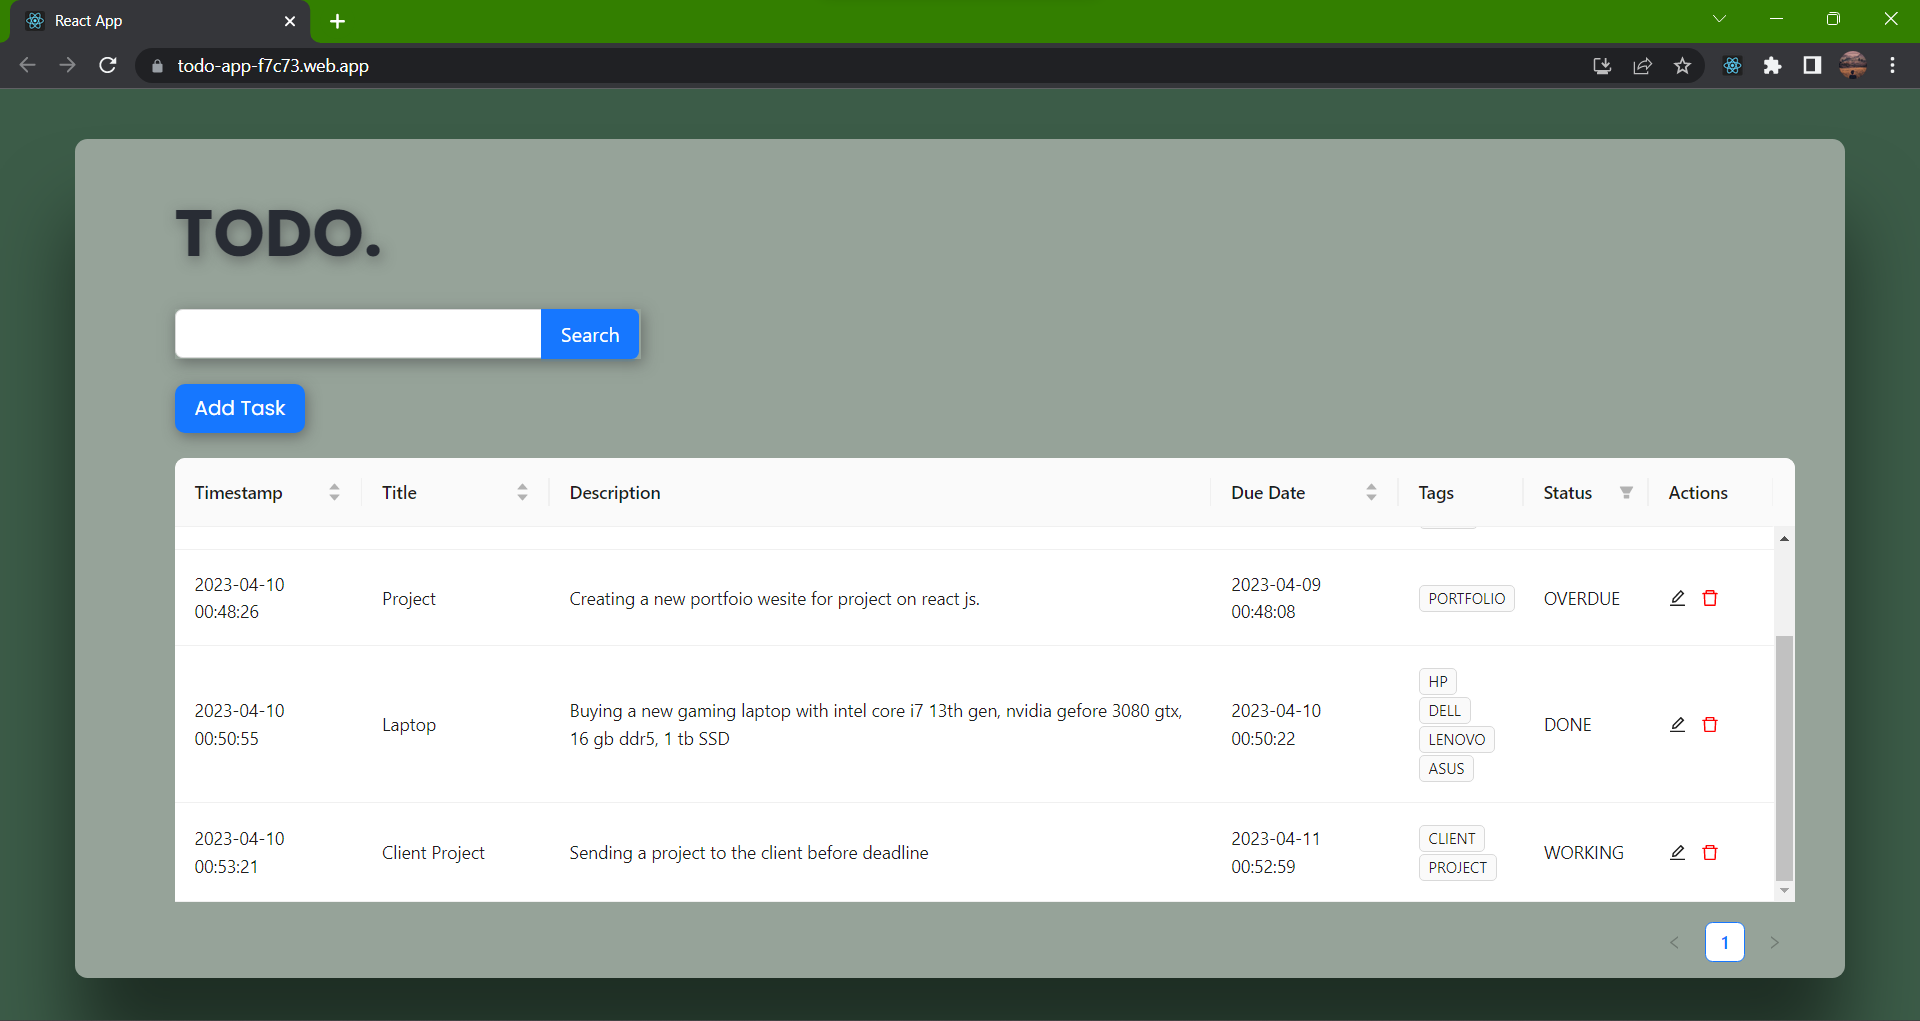 React App
todo-app-f7c73.web.app
TODO.
Search
Add Task
Timestamp Title Description Due Date Tags Status Actions
2023-04-10
00:48:26
Project
Creating a new portfoio wesite for project on react js.
2023-04-09
00:48:08
PORTFOLIO
OVERDUE
2023-04-10
00:50:55
Laptop
Buying a new gaming laptop with intel core i7 13th gen, nvidia gefore 3080 gtx,
16 gb ddr5, 1 tb SSD
2023-04-10
00:50:22
HP
DELL
LENOVO
ASUS
DONE
2023-04-10
00:53:21
Client Project
Sending a project to the client before deadline
2023-04-11
00:52:59
CLIENT
PROJECT
WORKING
1